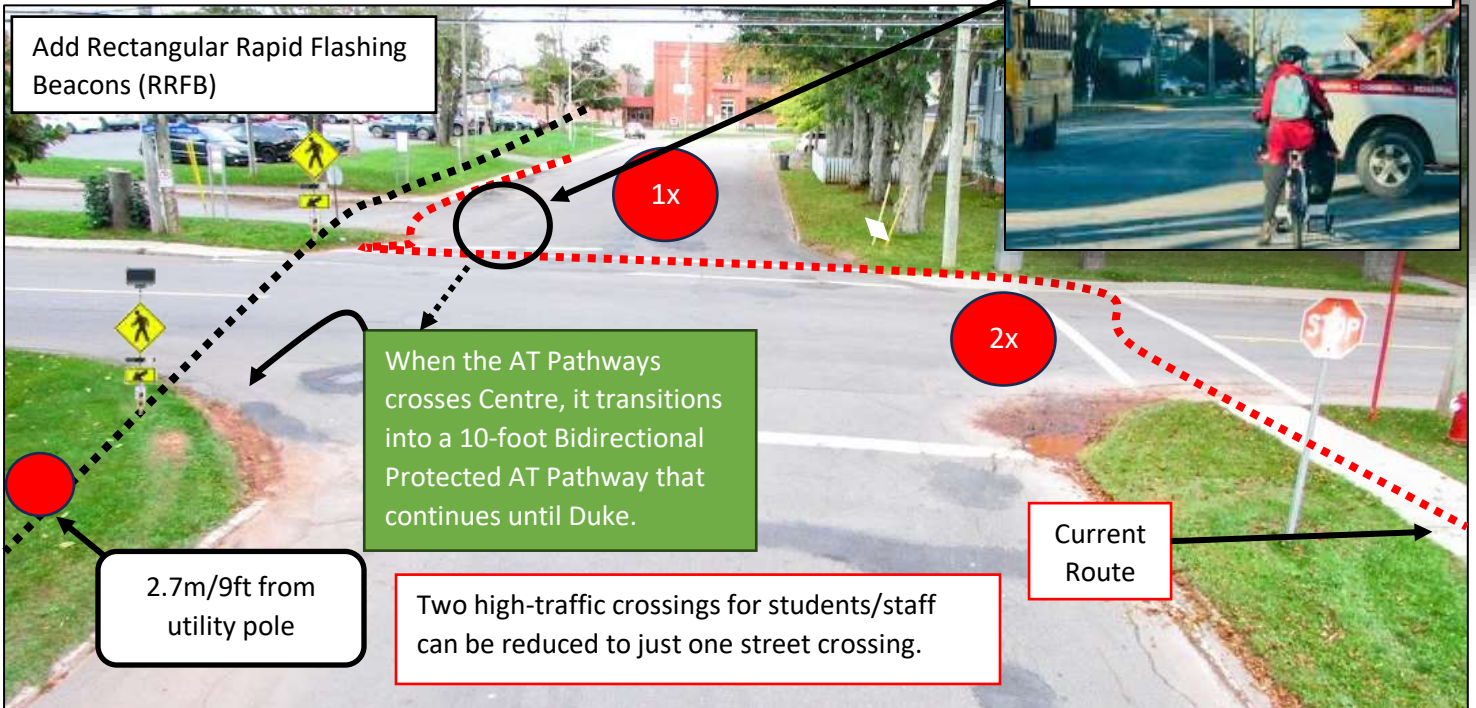 Add Rectangular Rapid Flashing
Beacons (RRFB)
1x
2x
STOP
When the AT Pathways
crosses Centre, it transitions
into a 10-foot Bidirectional
Protected AT Pathway that
continues until Duke.
2.7m/9ft from
utility pole
Two high-traffic crossings for students/staff
can be reduced to just one street crossing.
Current
Route